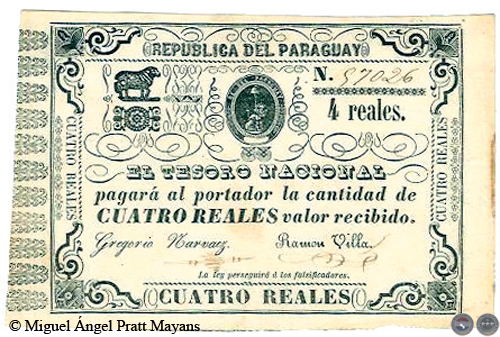 REPUBLICA DEL PARAGUAY
N. 57026
4 reales.
EL TESORO NACIONAL
pagará al portador la cantidad de
CUATRO REALES valor recibido.
Gregorio Narvaez. Ramon Villa.
La ley perseguirá á los falsificadores.
CUATRO REALES
CUATRO REALES
CUATRO REALES
© Miguel Ángel Pratt Mayans